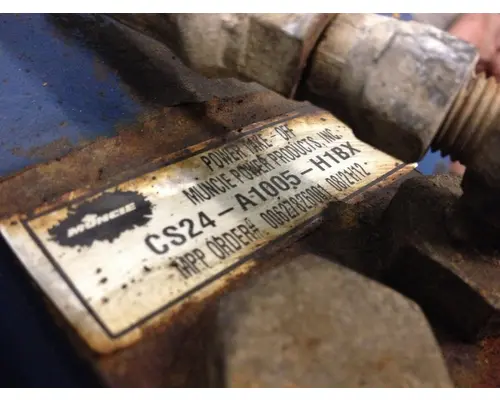 POWER TAKE - OFF
MUNCIE POWER PRODUCTS INC.
MUNCIE
CS24-A1005-H1BX
MPP ORDER#